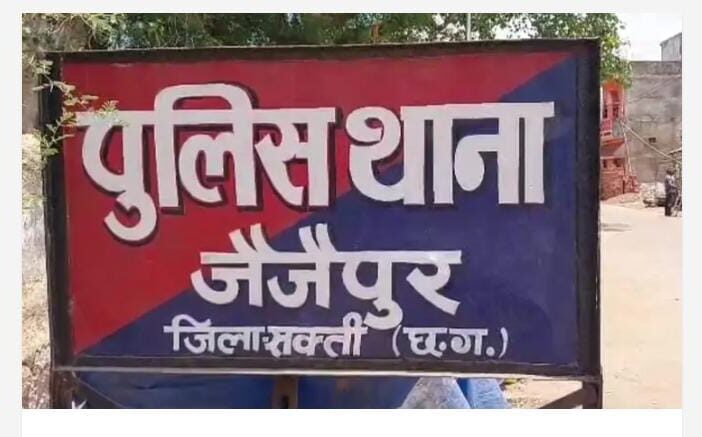 पुलिस थाना
जैजैपुर
जिला-सक्ती (छ.ग.)